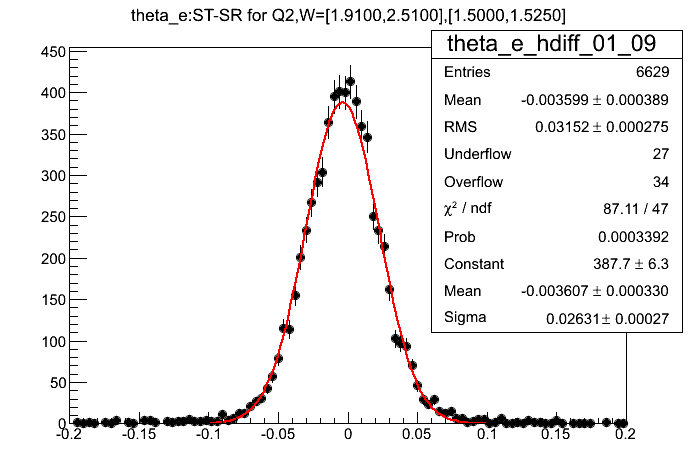 theta_e:ST-SR for Q2,W=[1.9100,2.5100],[1.5000,1.5250]
theta_e_hdiff_01_09
Entries 6629
Mean -0.003599 ± 0.000389
RMS 0.03152 ± 0.000275
Underflow 27
Overflow 34
χ² / ndf 87.11 / 47
Prob 0.0003392
Constant 387.7 ± 6.3
Mean -0.003607 ± 0.000330
Sigma 0.02631 ± 0.00027
450
400
350
300
250
200
150
100
50
0
-0.2 -0.15 -0.1 -0.05 0 0.05 0.1 0.15 0.2